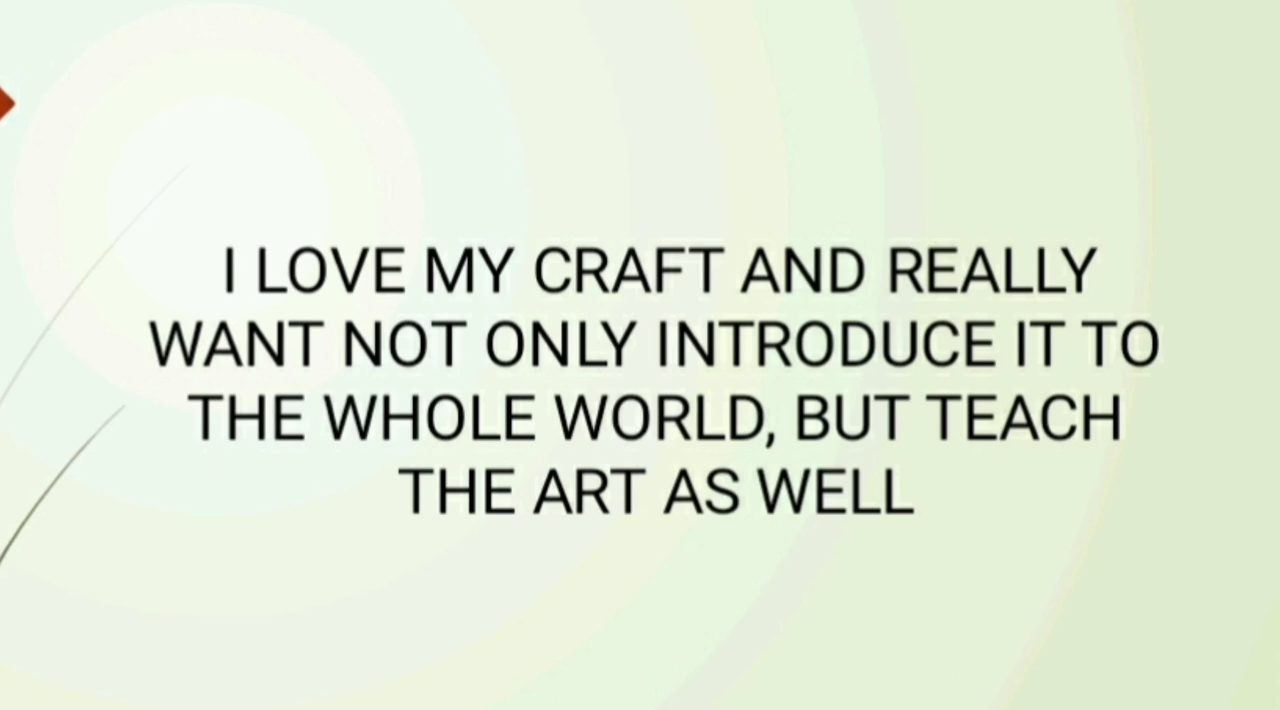 I LOVE MY CRAFT AND REALLY
WANT NOT ONLY INTRODUCE IT TO
THE WHOLE WORLD, BUT TEACH
THE ART AS WELL